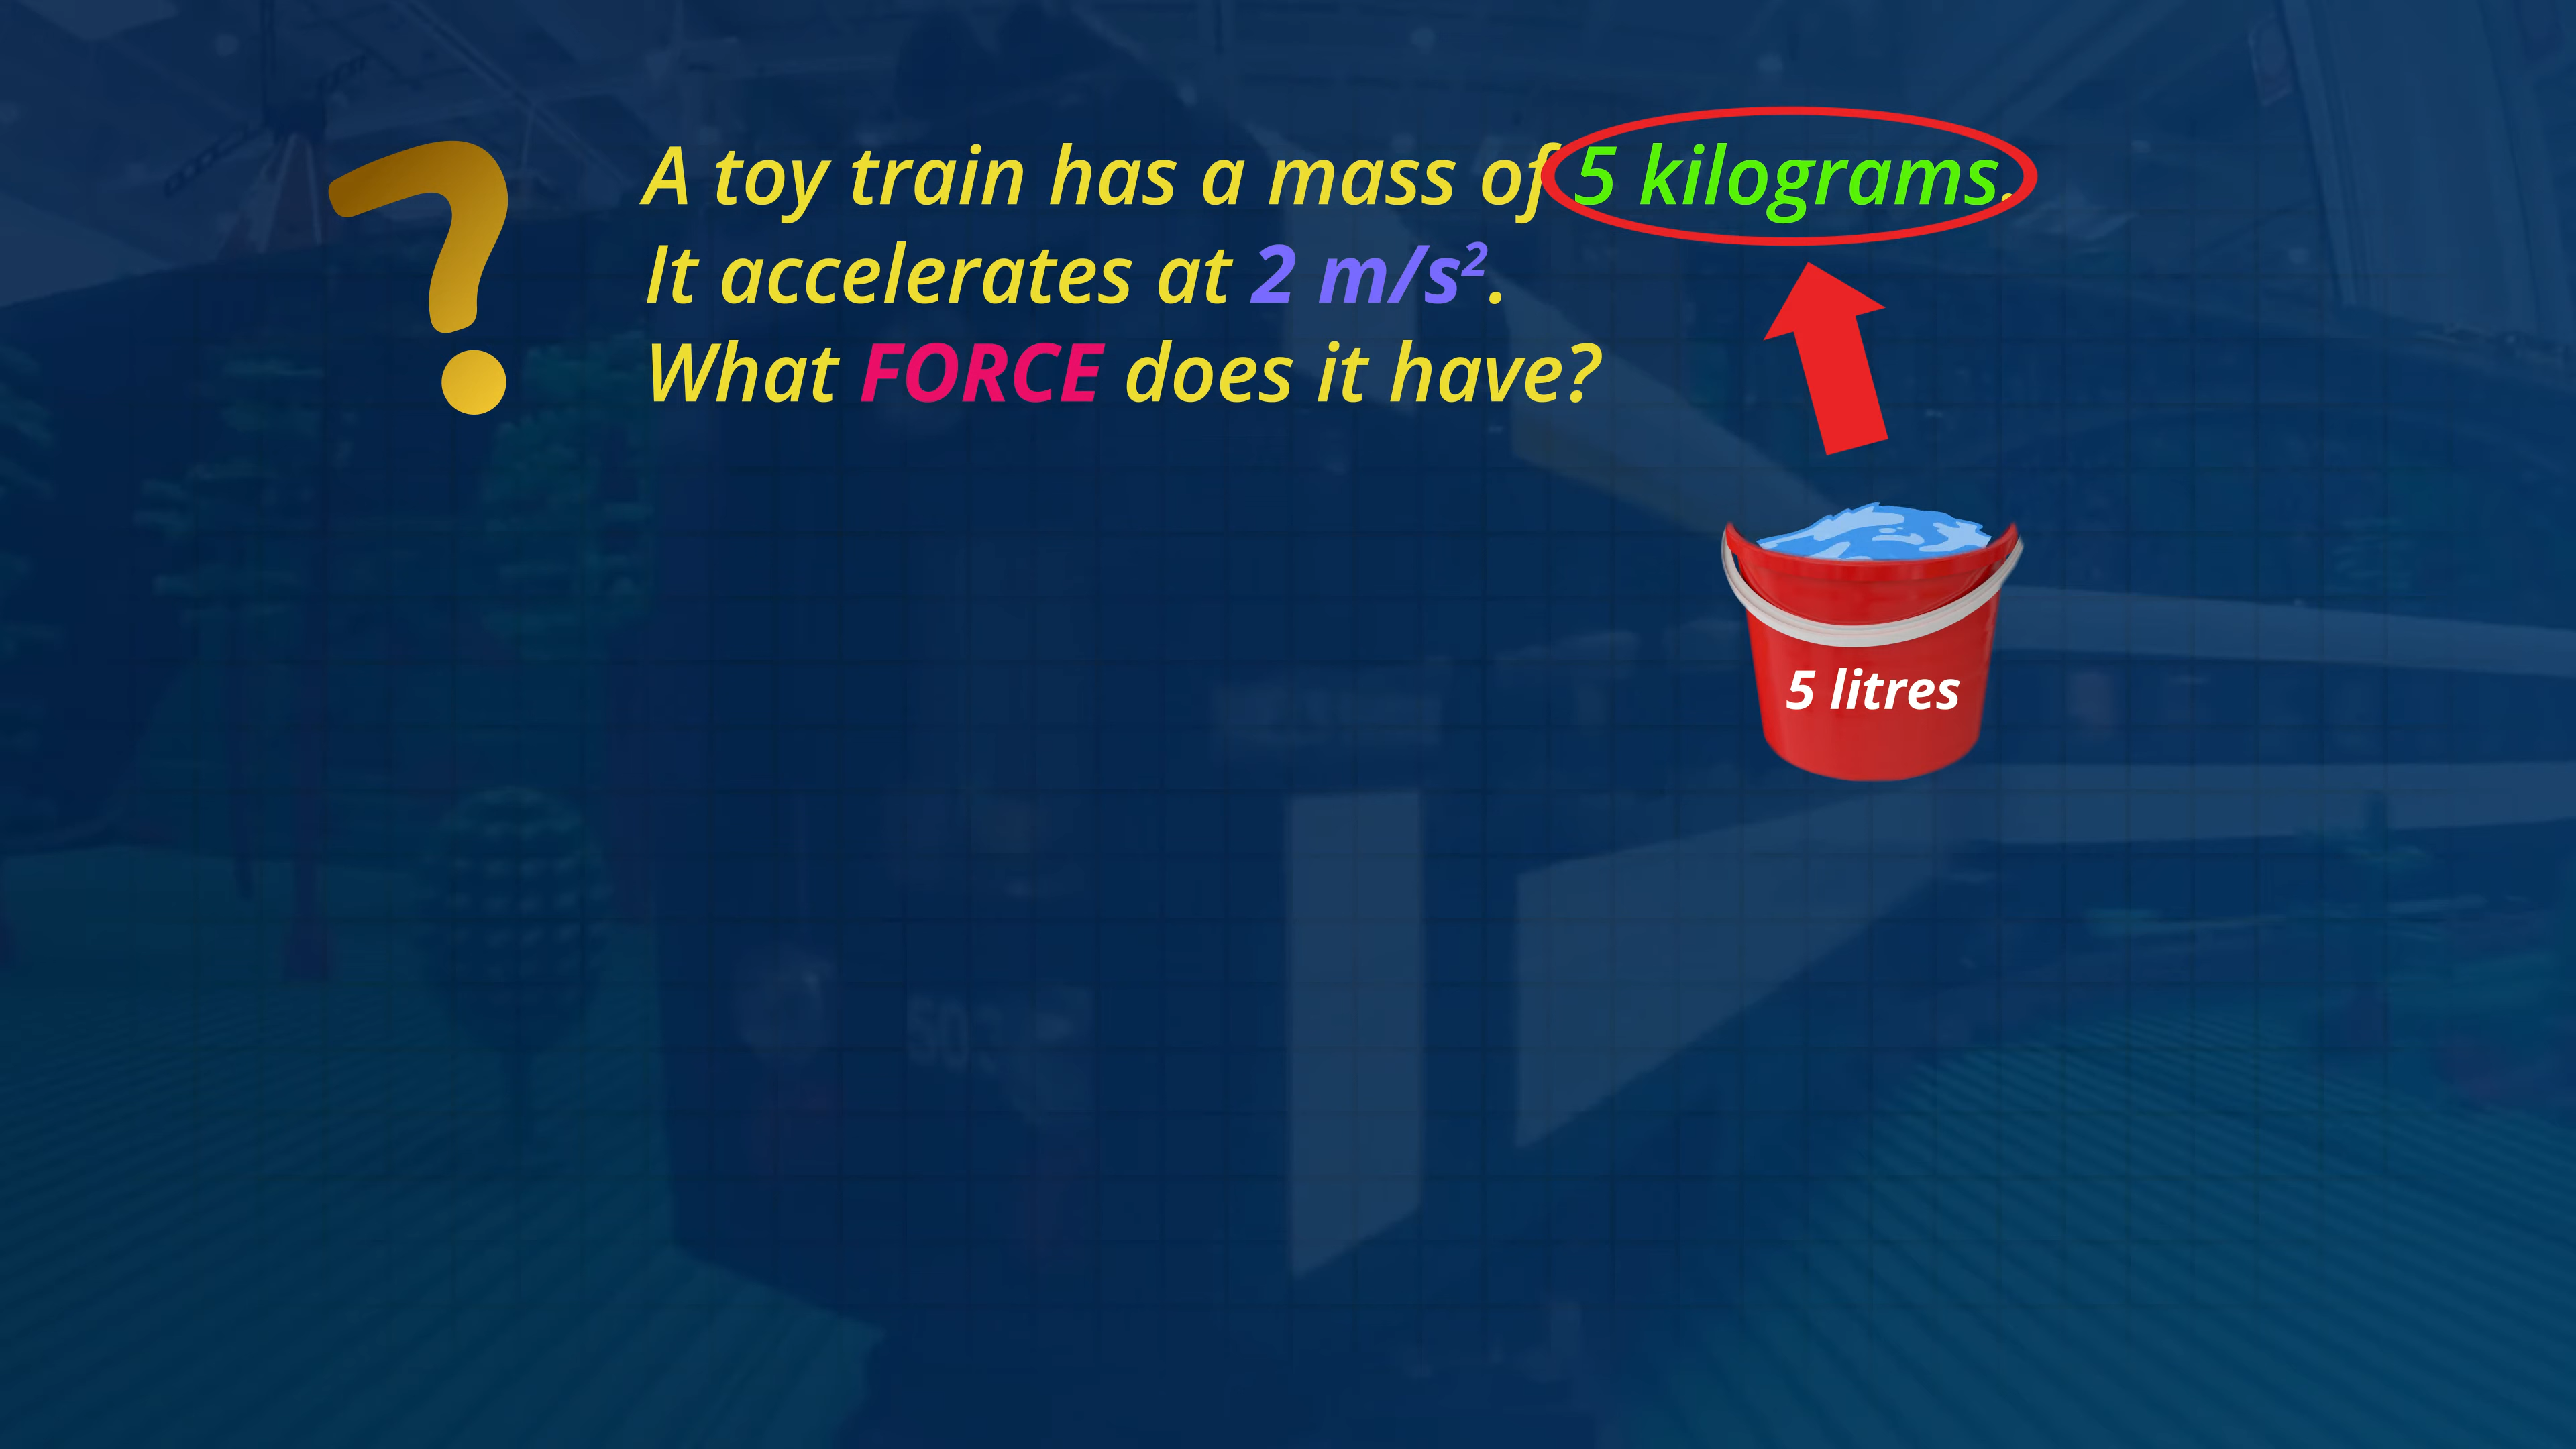 ?
A toy train has a mass of 5 kilograms.
It accelerates at 2 m/s².
What FORCE does it have?
5 litres